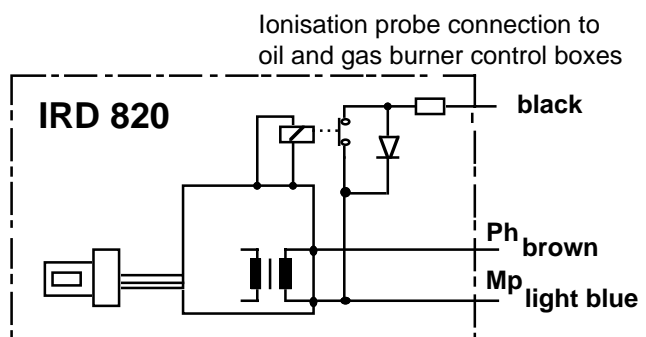 Ionisation probe connection to
oil and gas burner control boxes
IRD 820
black
Ph brown
Mp light blue